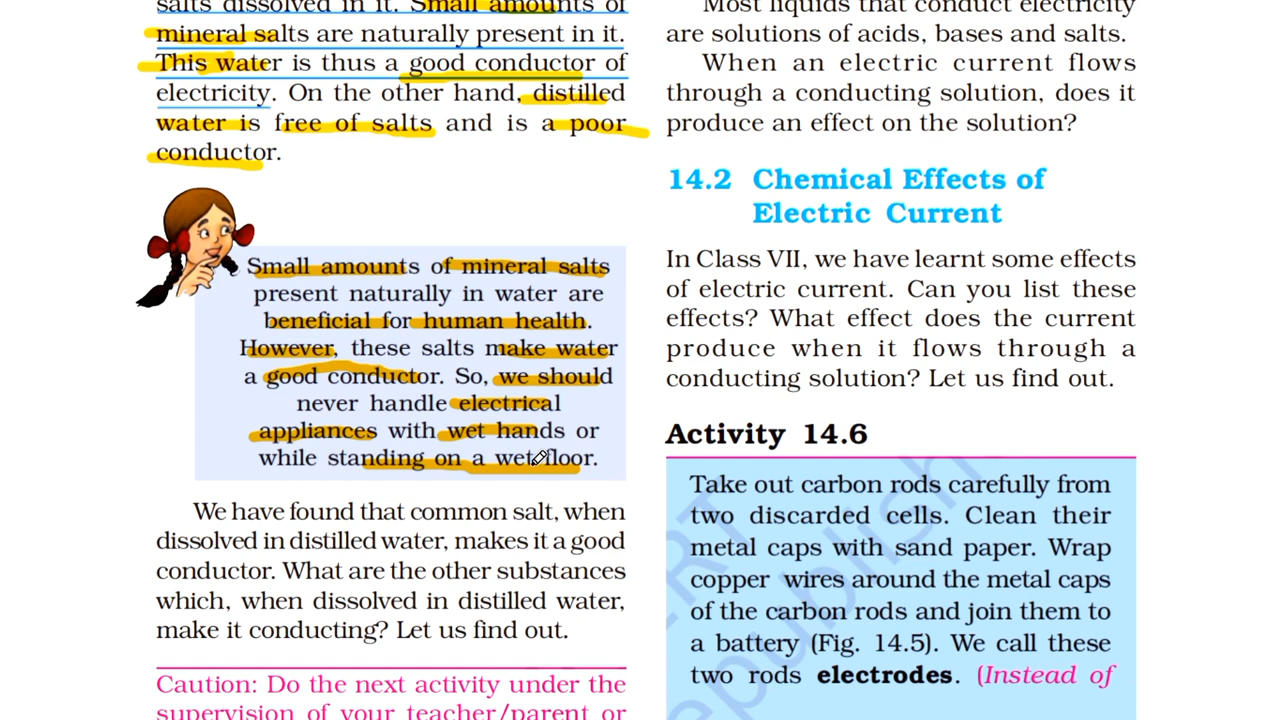 salts dissolved in it. Small amounts of
mineral salts are naturally present in it.
This water is thus a good conductor of
electricity. On the other hand, distilled
water is free of salts and is a poor
conductor.
Small amounts of mineral salts
present naturally in water are
beneficial for human health.
However, these salts make water
a good conductor. So, we should
never handle electrical
appliances with wet hands or
while standing on a wet floor.
We have found that common salt, when
dissolved in distilled water, makes it a good
conductor. What are the other substances
which, when dissolved in distilled water,
make it conducting? Let us find out.
Caution: Do the next activity under the
supervision of your teacher/parent or
Most liquids that conduct electricity
are solutions of acids, bases and salts.
When an electric current flows
through a conducting solution, does it
produce an effect on the solution?
14.2 Chemical Effects of
Electric Current
In Class VII, we have learnt some effects
of electric current. Can you list these
effects? What effect does the current
produce when it flows through a
conducting solution? Let us find out.
Activity 14.6
Take out carbon rods carefully from
two discarded cells. Clean their
metal caps with sand paper. Wrap
copper wires around the metal caps
of the carbon rods and join them to
a battery (Fig. 14.5). We call these
two rods electrodes. (Instead of